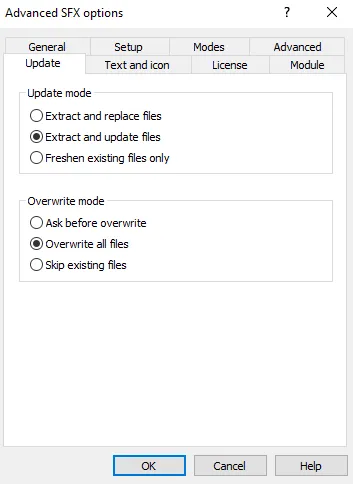 Advanced SFX options ? ×
General Setup Modes Advanced
Update Text and icon License Module
Update mode
Extract and replace files
Extract and update files
Freshen existing files only
Overwrite mode
Ask before overwrite
Overwrite all files
Skip existing files
OK Cancel Help